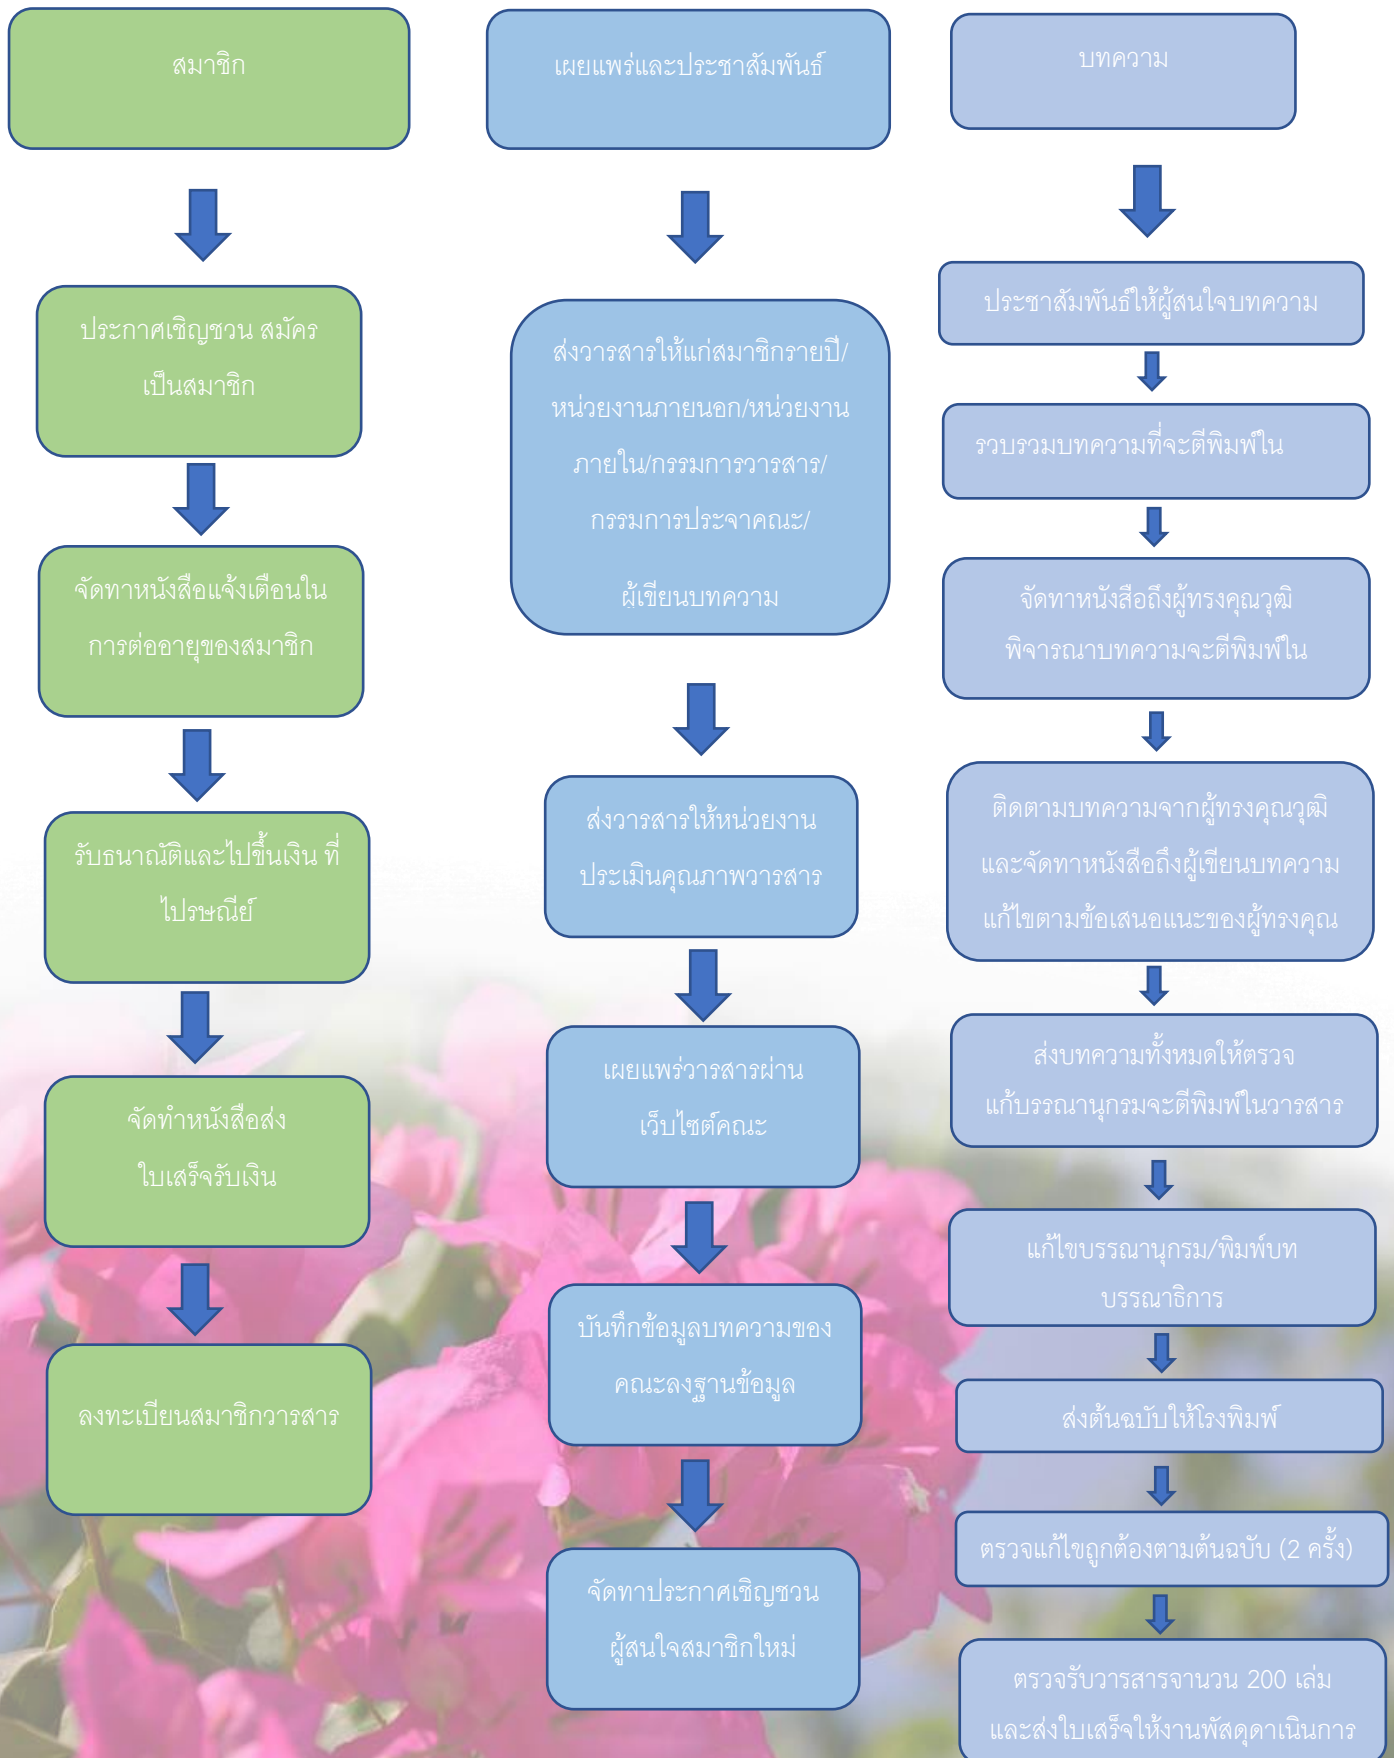 สมาชิก
ประกาศเชิญชวน สมัคร
เป็นสมาชิก
จัดทาหนังสือแจ้งเตือนใน
การต่ออายุของสมาชิก
รับธนาณัติและไปขึ้นเงิน ที่
ไปรษณีย์
จัดทำหนังสือส่ง
ใบเสร็จรับเงิน
ลงทะเบียนสมาชิกวารสาร
เผยแพร่และประชาสัมพันธ์
ส่งวารสารให้แก่สมาชิกรายปี/
หน่วยงานภายนอก/หน่วยงาน
ภายใน/กรรมการวารสาร/
กรรมการประจาคณะ/
ผู้เขียนบทความ
ส่งวารสารให้หน่วยงาน
ประเมินคุณภาพวารสาร
เผยแพร่วารสารผ่าน
เว็บไซต์คณะ
บันทึกข้อมูลบทความของ
คณะลงฐานข้อมูล
จัดทาประกาศเชิญชวน
ผู้สนใจสมาชิกใหม่
บทความ
ประชาสัมพันธ์ให้ผู้สนใจบทความ
รวบรวมบทความที่จะตีพิมพ์ใน
จัดทาหนังสือถึงผู้ทรงคุณวุฒิ
พิจารณาบทความจะตีพิมพ์ใน
ติดตามบทความจากผู้ทรงคุณวุฒิ
และจัดทาหนังสือถึงผู้เขียนบทความ
แก้ไขตามข้อเสนอแนะของผู้ทรงคุณ
ส่งบทความทั้งหมดให้ตรวจ
แก้บรรณานุกรมจะตีพิมพ์ในวารสาร
แก้ไขบรรณานุกรม/พิมพ์บท
บรรณาธิการ
ส่งต้นฉบับให้โรงพิมพ์
ตรวจแก้ไขถูกต้องตามต้นฉบับ (2 ครั้ง)
ตรวจรับวารสารจานวน 200 เล่ม
และส่งใบเสร็จให้งานพัสดุดาเนินการ